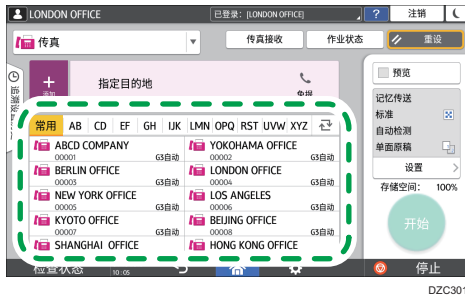 LONDON OFFICE
已登录: [LONDON OFFICE]
?
注销
传真
传真接收
作业状态
重设
指定目的地
免提
预览
记忆传送
标准
自动检测
单面原稿
设置
存储空间: 100%
开始
常用 AB CD EF GH IJK LMN OPQ RST UVW XYZ
ABCD COMPANY
00001 G3自动
YOKOHAMA OFFICE
00002 G3自动
BERLIN OFFICE
00003 G3自动
LONDON OFFICE
00004 G3自动
NEW YORK OFFICE
00005 G3自动
LOS ANGELES
00006 G3自动
KYOTO OFFICE
00007 G3自动
BEIJING OFFICE
00008 G3自动
SHANGHAI OFFICE
HONG KONG OFFICE
检查状态
10:05
停止
DZC301